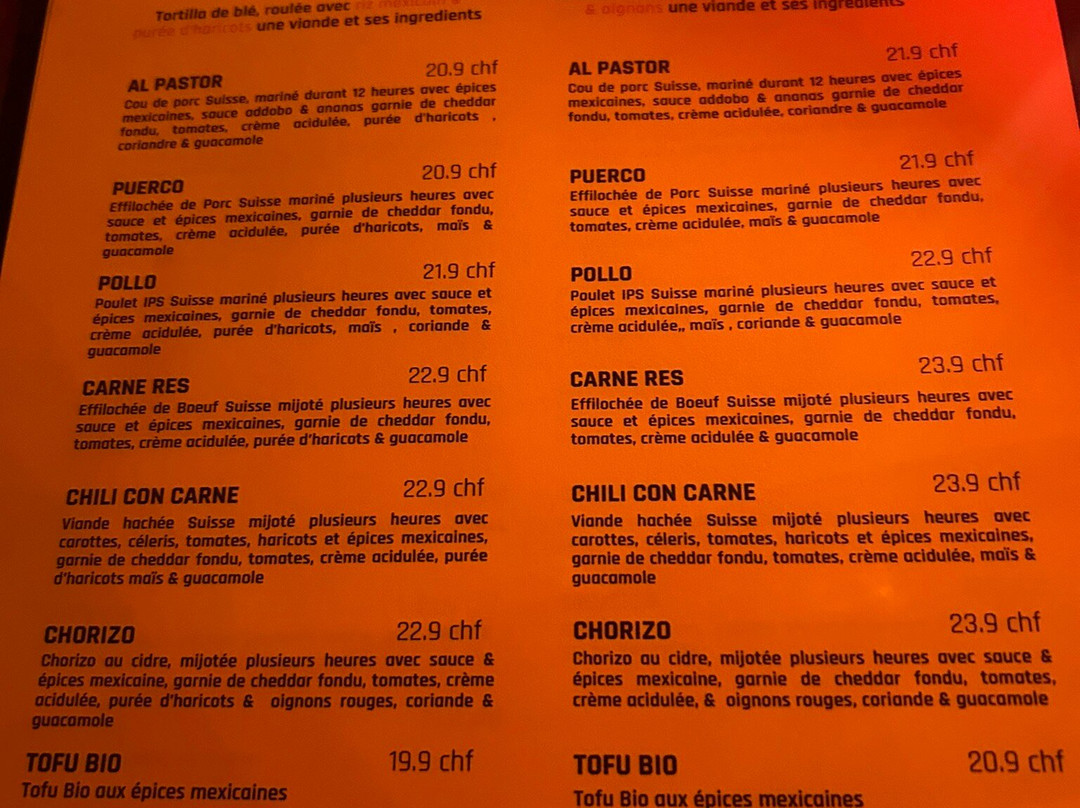 Tortilla de blé, roulée avec riz mexicain &
purée d'haricots une viande et ses ingredients
AL PASTOR 20.9 chf
Cou de porc Suisse, mariné durant 12 heures avec épices
mexicaines, sauce addobo & ananas garnie de cheddar
fondu, tomates, crème acidulée, purée d'haricots ,
coriandre & guacamole
PUERCO 20.9 chf
Effilochée de Porc Suisse mariné plusieurs heures avec
sauce et épices mexicaines, garnie de cheddar fondu,
tomates, crème acidulée, purée d'haricots, maïs &
guacamole
POLLO 21.9 chf
Poulet IPS Suisse mariné plusieurs heures avec sauce et
épices mexicaines, garnie de cheddar fondu, tomates,
crème acidulée, purée d'haricots, maïs , coriande &
guacamole
CARNE RES 22.9 chf
Effilochée de Boeuf Suisse mijoté plusieurs heures avec
sauce et épices mexicaines, garnie de cheddar fondu,
tomates, crème acidulée, purée d'haricots & guacamole
CHILI CON CARNE 22.9 chf
Viande hachée Suisse mijoté plusieurs heures avec
carottes, céleris, tomates, haricots et épices mexicaines,
garnie de cheddar fondu, tomates, crème acidulée, purée
d'haricots maïs & guacamole
CHORIZO 22.9 chf
Chorizo au cidre, mijotée plusieurs heures avec sauce &
épices mexicaine, garnie de cheddar fondu, tomates, crème
acidulée, purée d'haricots & oignons rouges, coriande &
guacamole
TOFU BIO 19.9 chf
Tofu Bio aux épices mexicaines
& oignons une viande et ses ingredients
AL PASTOR 21.9 chf
Cou de porc Suisse, mariné durant 12 heures avec épices
mexicaines, sauce addobo & ananas garnie de cheddar
fondu, tomates, crème acidulée, coriandre & guacamole
PUERCO 21.9 chf
Effilochée de Porc Suisse mariné plusieurs heures avec
sauce et épices mexicaines, garnie de cheddar fondu,
tomates, crème acidulée, maïs & guacamole
POLLO 22.9 chf
Poulet IPS Suisse mariné plusieurs heures avec sauce et
épices mexicaines, garnie de cheddar fondu, tomates,
crème acidulée,, maïs , coriande & guacamole
CARNE RES 23.9 chf
Effilochée de Boeuf Suisse mijoté plusieurs heures avec
sauce et épices mexicaines, garnie de cheddar fondu,
tomates, crème acidulée & guacamole
CHILI CON CARNE 23.9 chf
Viande hachée Suisse mijoté plusieurs heures avec
carottes, céleris, tomates, haricots et épices mexicaines,
garnie de cheddar fondu, tomates, crème acidulée, maïs &
guacamole
CHORIZO 23.9 chf
Chorizo au cidre, mijotée plusieurs heures avec sauce &
épices mexicaine, garnie de cheddar fondu, tomates,
crème acidulée, & oignons rouges, coriande & guacamole
TOFU BIO 20.9 chf
Tofu Bio aux épices mexicaines